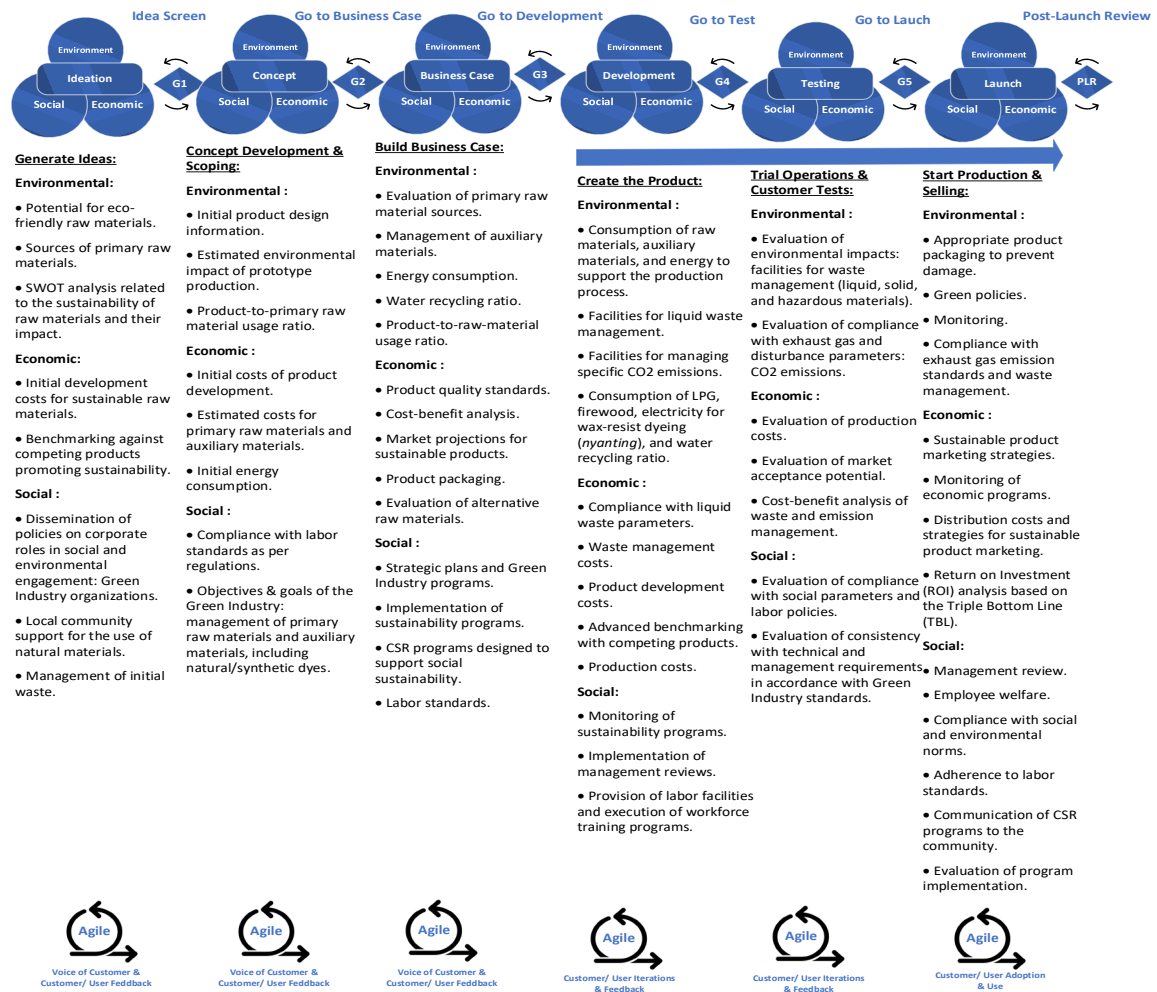 Idea Screen
Go to Business Case
Go to Development
Go to Test
Go to Lauch
Post-Launch Review
Environment
Ideation
Social
Economic
G1
Environment
Concept
Social
Economic
G2
Environment
Business Case
Social
Economic
G3
Environment
Development
Social
Economic
G4
Environment
Testing
Social
Economic
G5
Environment
Launch
Social
Economic
PLR
Generate Ideas:
Environmental:
• Potential for eco-
friendly raw materials.
• Sources of primary raw
materials.
• SWOT analysis related
to the sustainability of
raw materials and their
impact.
Economic:
• Initial development
costs for sustainable raw
materials.
• Benchmarking against
competing products
promoting sustainability.
Social :
• Dissemination of
policies on corporate
roles in social and
environmental
engagement: Green
Industry organizations.
• Local community
support for the use of
natural materials.
• Management of initial
waste.
Concept Development &
Scoping:
Environmental :
• Initial product design
information.
• Estimated environmental
impact of prototype
production.
• Product-to-primary raw
material usage ratio.
Economic :
• Initial costs of product
development.
• Estimated costs for
primary raw materials and
auxiliary materials.
• Initial energy
consumption.
Social :
• Compliance with labor
standards as per
regulations.
• Objectives & goals of the
Green Industry:
management of primary
raw materials and auxiliary
materials, including
natural/synthetic dyes.
Build Business Case:
Environmental :
• Evaluation of primary raw
material sources.
• Management of auxiliary
materials.
• Energy consumption.
• Water recycling ratio.
• Product-to-raw-material
usage ratio.
Economic :
• Product quality standards.
• Cost-benefit analysis.
• Market projections for
sustainable products.
• Product packaging.
• Evaluation of alternative
raw materials.
Social :
• Strategic plans and Green
Industry programs.
• Implementation of
sustainability programs.
• CSR programs designed to
support social
sustainability.
• Labor standards.
Create the Product:
Environmental :
• Consumption of raw
materials, auxiliary
materials, and energy to
support the production
process.
• Facilities for liquid waste
management.
• Facilities for managing
specific CO2 emissions.
• Consumption of LPG,
firewood, electricity for
wax-resist dyeing
(nyanting), and water
recycling ratio.
Economic :
• Compliance with liquid
waste parameters.
• Waste management
costs.
• Product development
costs.
• Advanced benchmarking
with competing products.
• Production costs.
Social:
• Monitoring of
sustainability programs.
• Implementation of
management reviews.
• Provision of labor facilities
and execution of workforce
training programs.
Trial Operations &
Customer Tests:
Environmental :
• Evaluation of
environmental impacts:
facilities for waste
management (liquid, solid,
and hazardous materials).
• Evaluation of compliance
with exhaust gas and
disturbance parameters:
CO2 emissions.
Economic :
• Evaluation of production
costs.
• Evaluation of market
acceptance potential.
• Cost-benefit analysis of
waste and emission
management.
Social :
• Evaluation of compliance
with social parameters and
labor policies.
• Evaluation of consistency
with technical and
management requirements
in accordance with Green
Industry standards.
Start Production &
Selling:
Environmental :
• Appropriate product
packaging to prevent
damage.
• Green policies.
• Monitoring.
• Compliance with
exhaust gas emission
standards and waste
management.
Economic :
• Sustainable product
marketing strategies.
• Monitoring of
economic programs.
• Distribution costs and
strategies for sustainable
product marketing.
• Return on Investment
(ROI) analysis based on
the Triple Bottom Line
(TBL).
Social:
• Management review.
• Employee welfare.
• Compliance with social
and environmental
norms.
• Adherence to labor
standards.
• Communication of CSR
programs to the
community.
• Evaluation of program
implementation.
Agile
Voice of Customer &
Customer/ User Feddback
Agile
Voice of Customer &
Customer/ User Feddback
Agile
Voice of Customer &
Customer/ User Feddback
Agile
Customer/ User Iterations
& Feedback
Agile
Customer/ User Iterations
& Feedback
Agile
Customer/ User Adoption
& Use